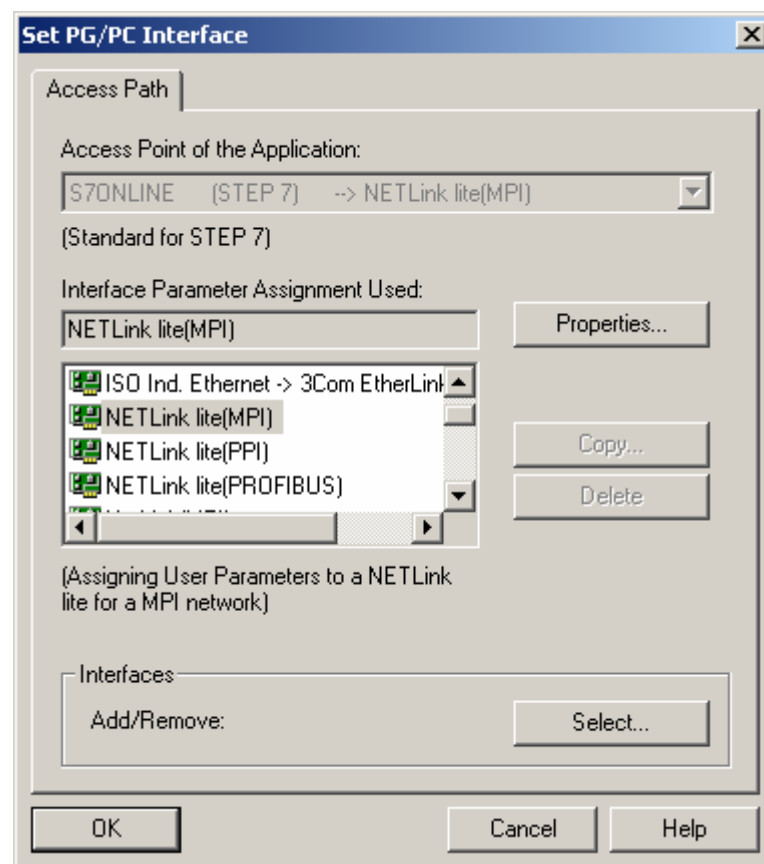 Set PG/PC Interface
Access Path
Access Point of the Application:
S7ONLINE (STEP 7) --> NETLink lite(MPI)
(Standard for STEP 7)
Interface Parameter Assignment Used:
NETLink lite(MPI)
Properties...
ISO Ind. Ethernet -> 3Com EtherLink
NETLink lite(MPI)
NETLink lite(PPI)
NETLink lite(PROFIBUS)
Copy...
Delete
(Assigning User Parameters to a NETLink
lite for a MPI network)
Interfaces
Add/Remove:
Select...
OK
Cancel
Help